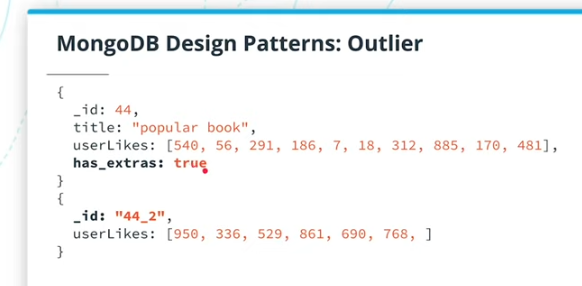 MongoDB Design Patterns: Outlier
{
_id: 44,
title: "popular book",
userLikes: [540, 56, 291, 186, 7, 18, 312, 885, 170, 481],
has_extras: true
}
{
_id: "44_2",
userLikes: [950, 336, 529, 861, 690, 768, ]
}